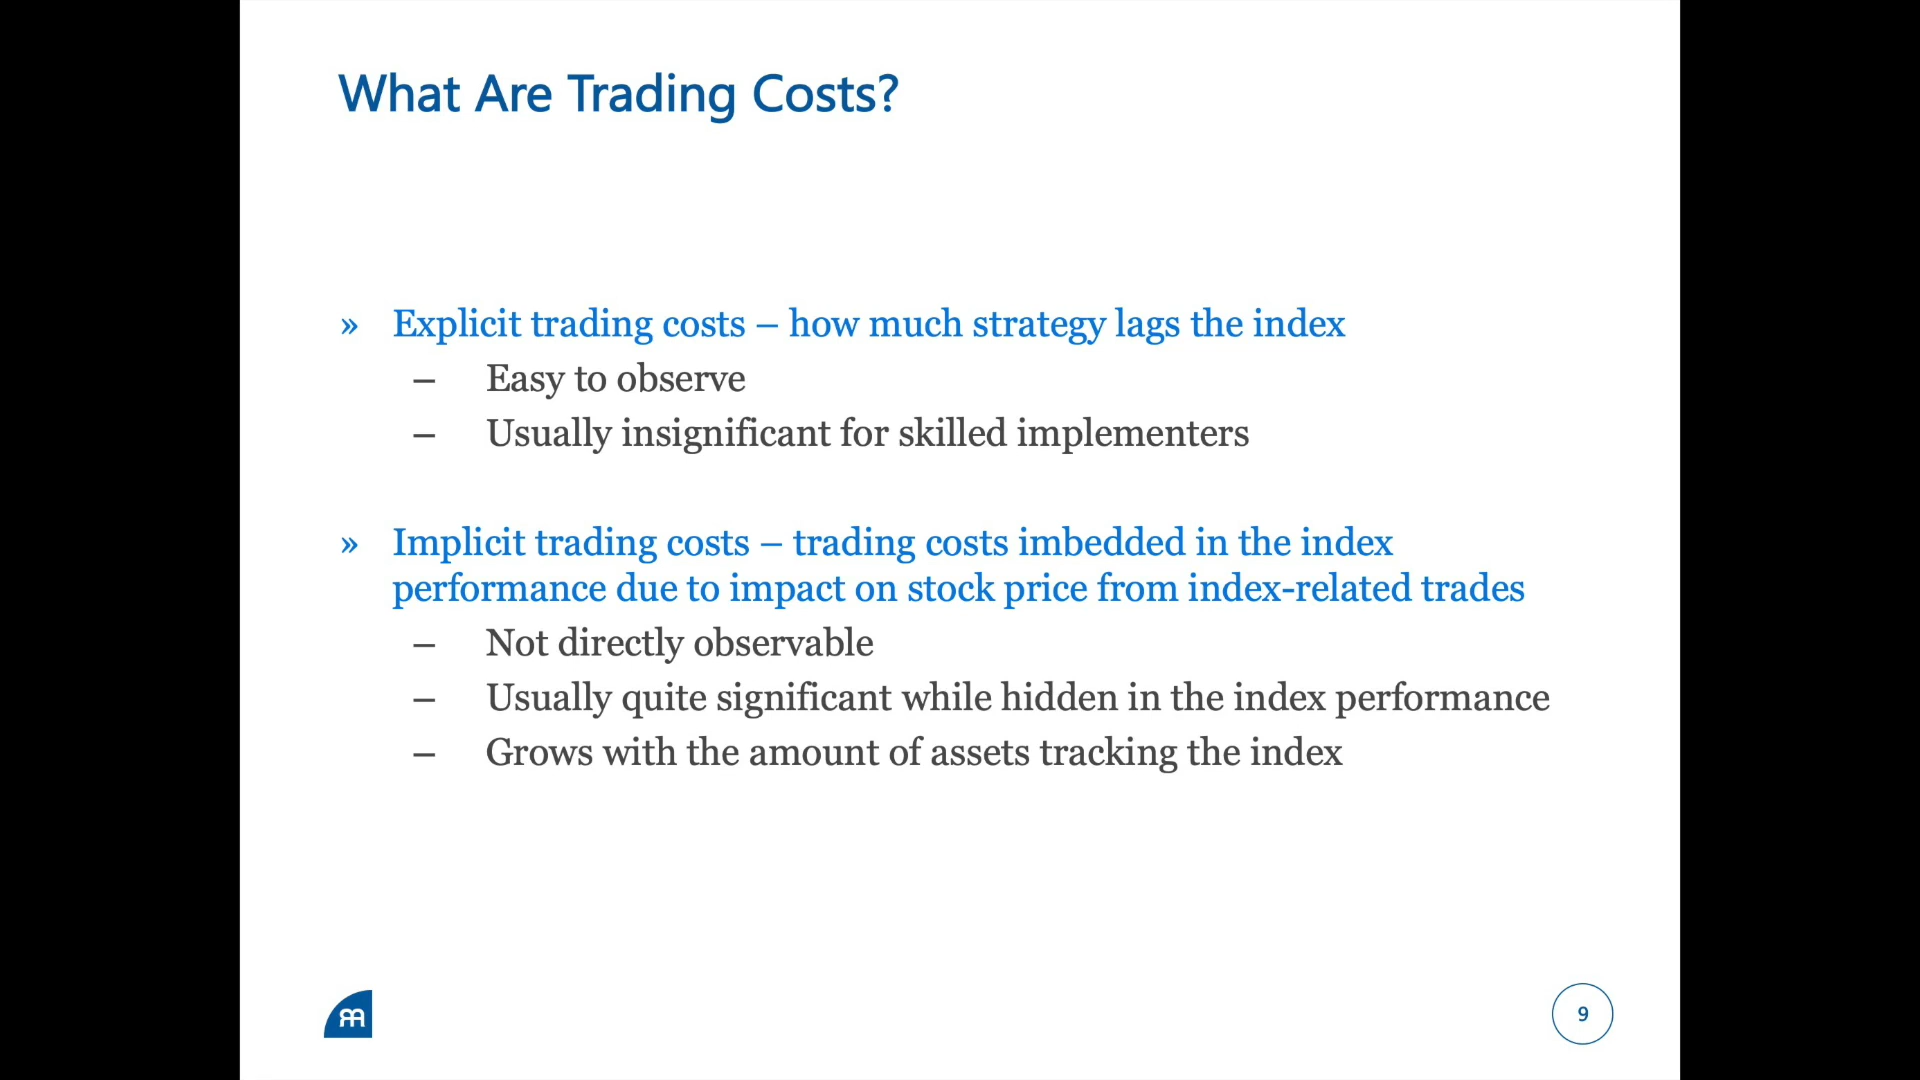 What Are Trading Costs?
» Explicit trading costs – how much strategy lags the index
– Easy to observe
– Usually insignificant for skilled implementers
» Implicit trading costs – trading costs imbedded in the index
performance due to impact on stock price from index-related trades
– Not directly observable
– Usually quite significant while hidden in the index performance
– Grows with the amount of assets tracking the index
9